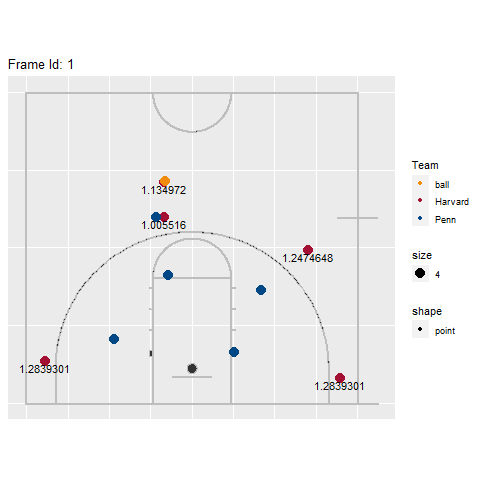 Frame Id: 1
1.134972
1.005516
1.2474648
1.2839301
1.2839301
Team
ball
Harvard
Penn
size
4
shape
point